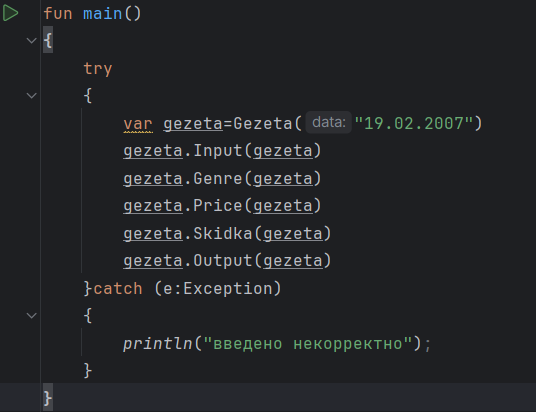 fun main()
{
try
{
var gezeta=Gezeta( data: "19.02.2007")
gezeta.Input(gezeta)
gezeta.Genre(gezeta)
gezeta.Price(gezeta)
gezeta.Skidka(gezeta)
gezeta.Output(gezeta)
}catch (e:Exception)
{
println("введено некорректно");
}
}